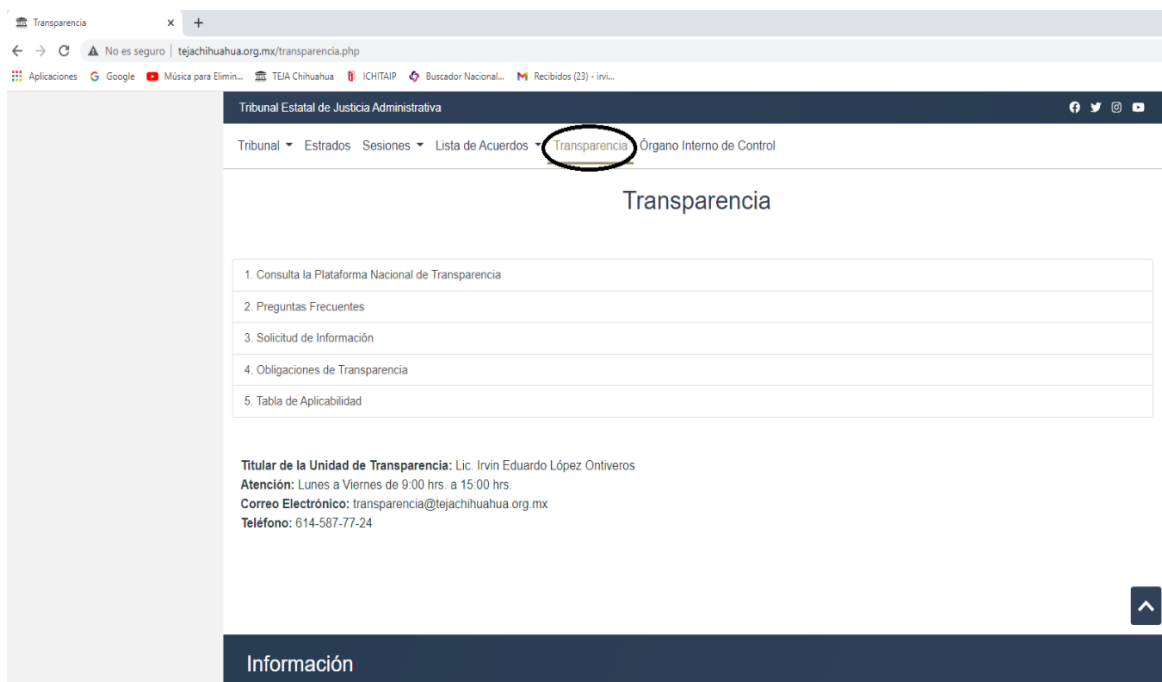 Transparencia
No es seguro | tejachihuahua.org.mx/transparencia.php
Aplicaciones Google Música para Elimin... TEJA Chihuahua ICHITAIP Buscador Nacional... Recibidos (23) - irvi...
Tribunal Estatal de Justicia Administrativa
Tribunal Estrados Sesiones Lista de Acuerdos Transparencia Órgano Interno de Control
Transparencia
1. Consulta la Plataforma Nacional de Transparencia
2. Preguntas Frecuentes
3. Solicitud de Información
4. Obligaciones de Transparencia
5. Tabla de Aplicabilidad
Titular de la Unidad de Transparencia: Lic. Irvin Eduardo López Ontiveros
Atención: Lunes a Viernes de 9:00 hrs. a 15:00 hrs.
Correo Electrónico: transparencia@tejachihuahua.org.mx
Teléfono: 614-587-77-24
Información